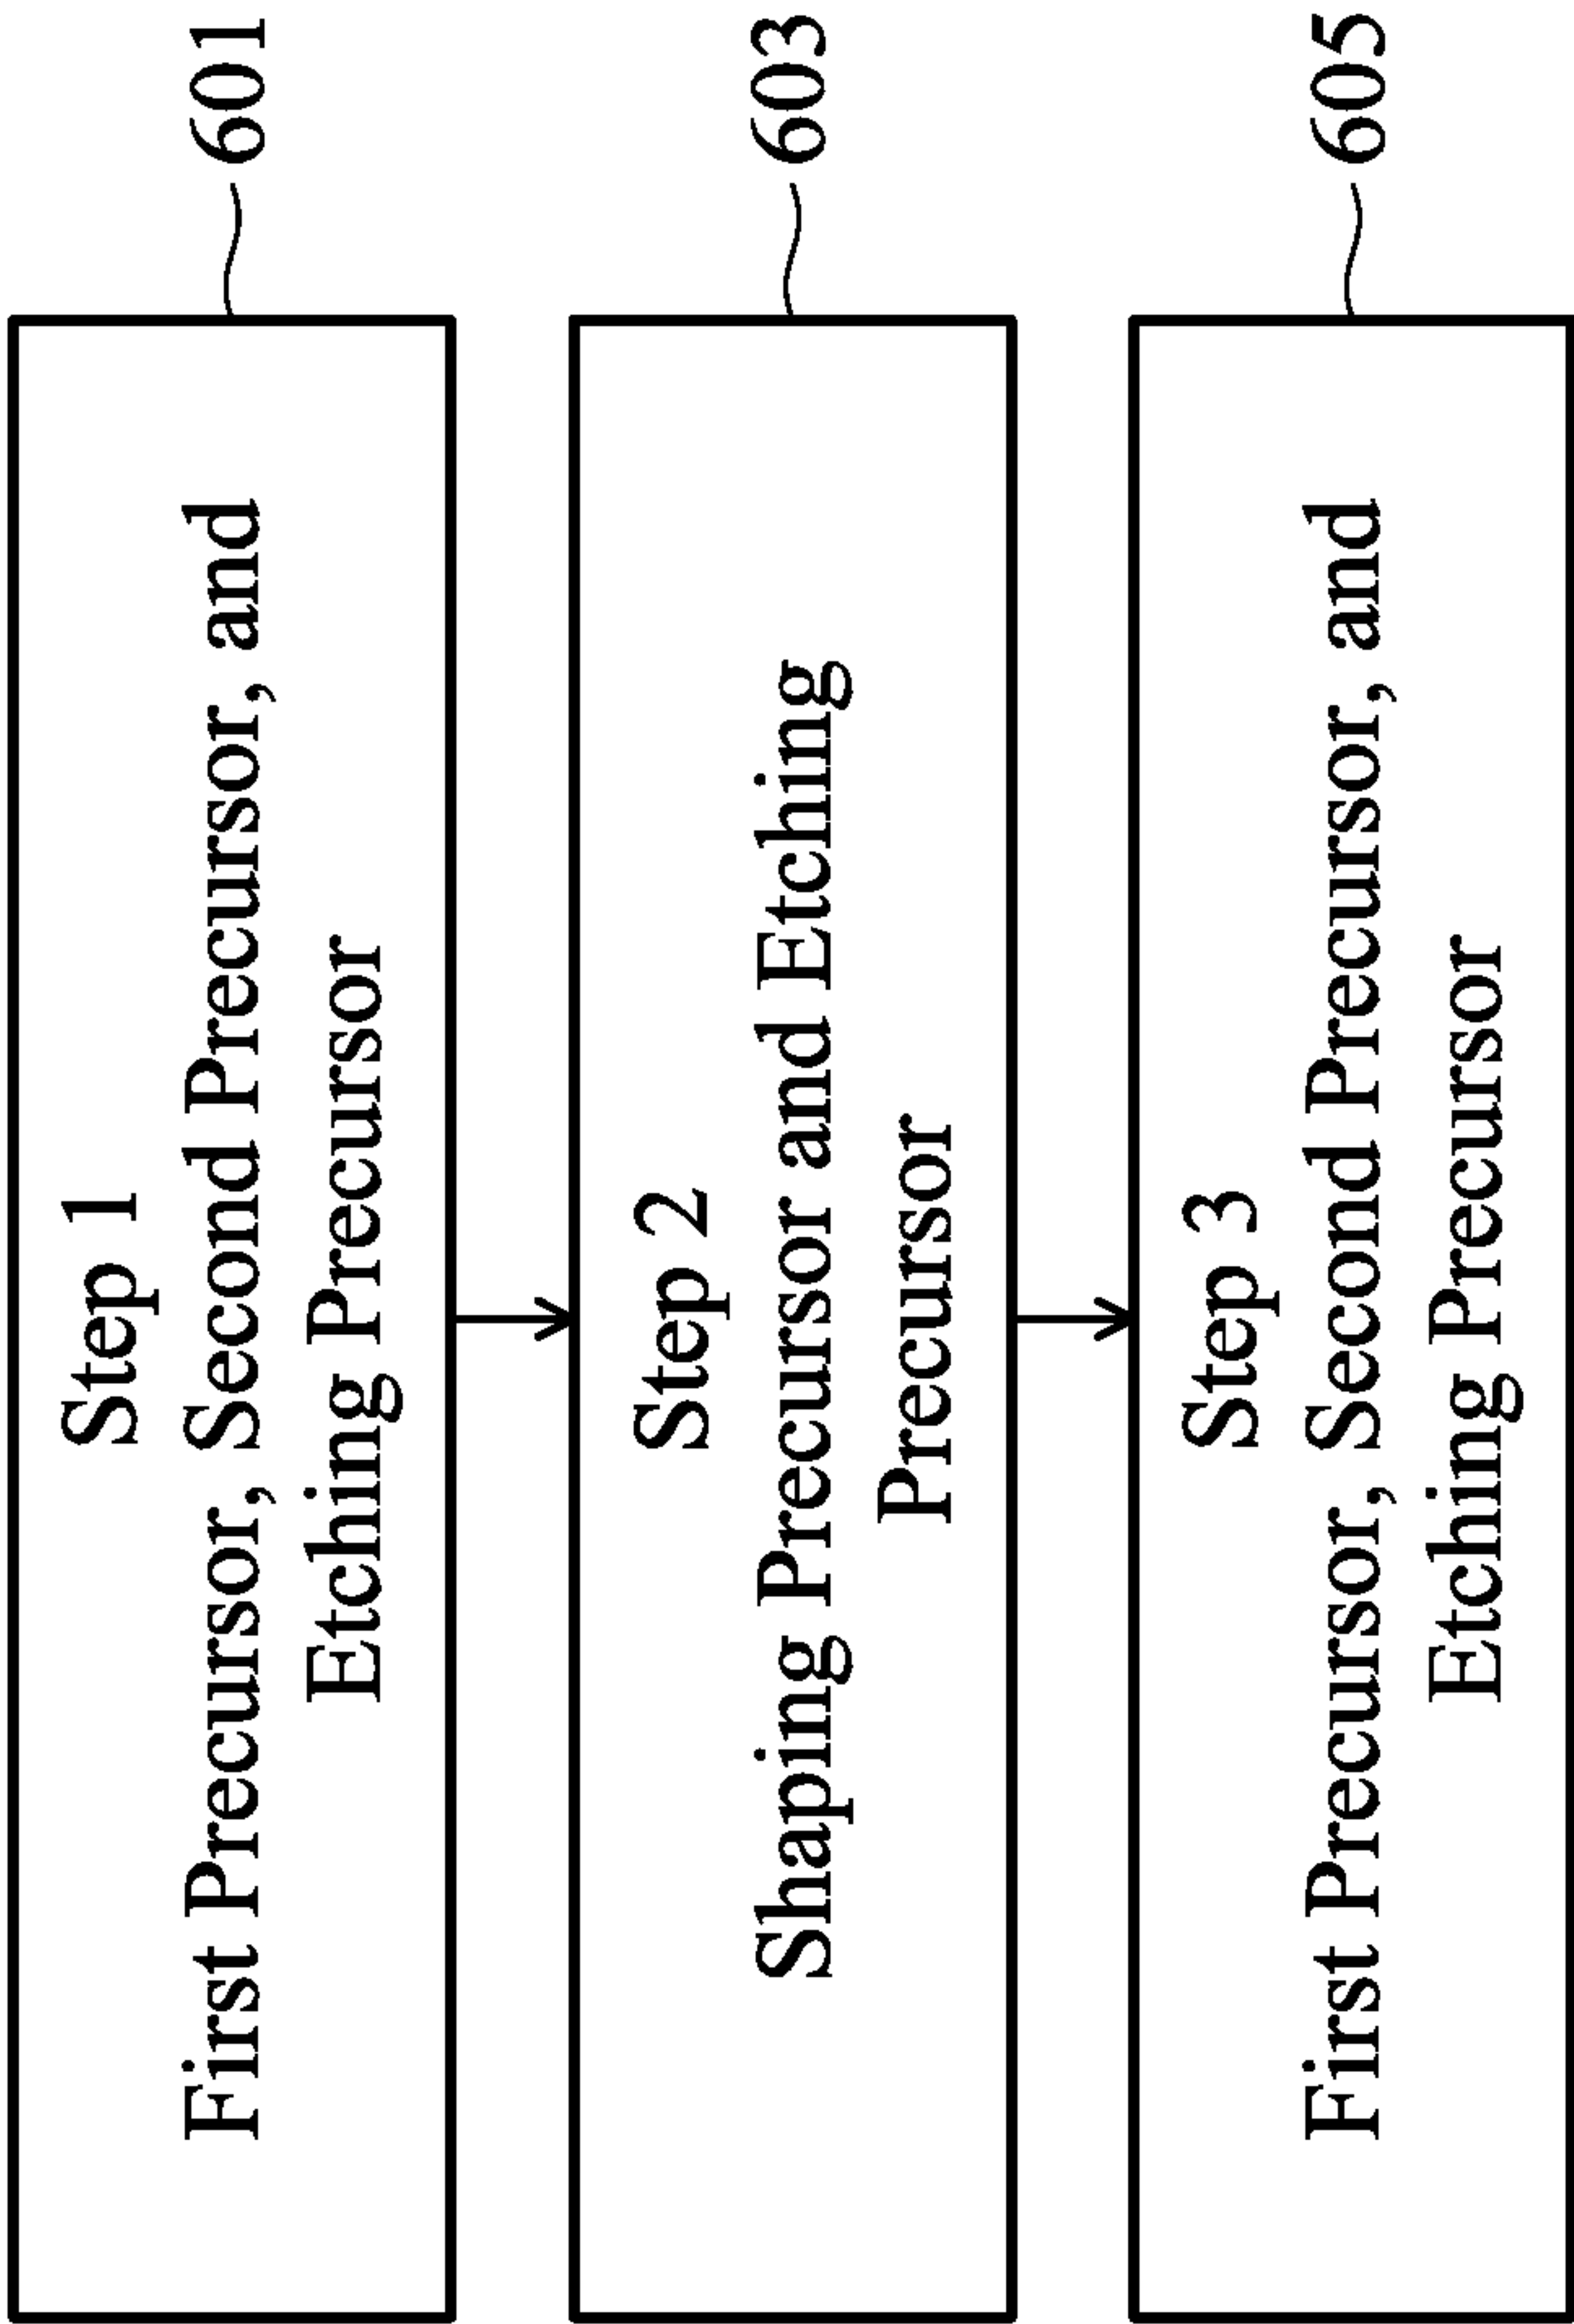 Step 1
First Precursor, Second Precursor, and
Etching Precursor
601
Step 2
Shaping Precursor and Etching
Precursor
603
Step 3
First Precursor, Second Precursor, and
Etching Precursor
605